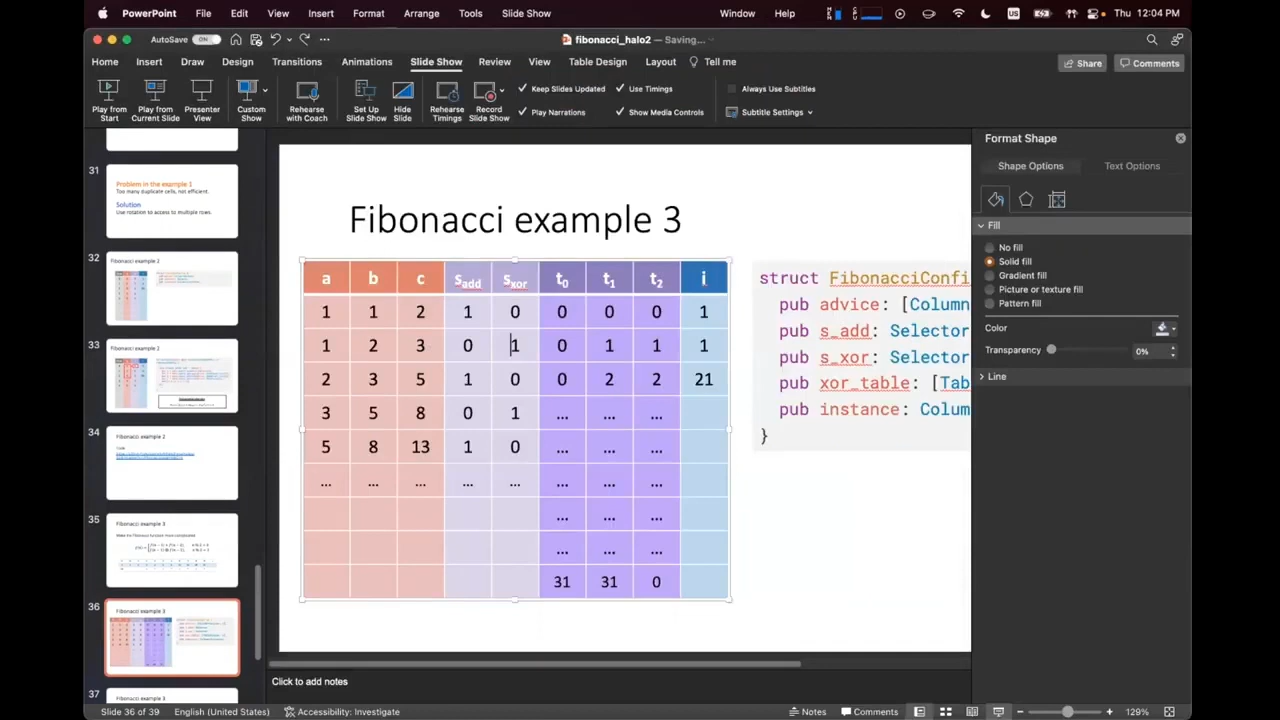 PowerPoint File Edit View Insert Format Arrange Tools Slide Show Window Help Thu 12:04 PM
AutoSave ON fibonacci_halo2 — Saving...
Home Insert Draw Design Transitions Animations Slide Show Review View Table Design Layout Tell me Share Comments
Play from Start Play from Current Slide Presenter View Custom Show Rehearse with Coach Set Up Slide Show Hide Slide Rehearse Timings Record Slide Show
Keep Slides Updated Use Timings Always Use Subtitles
Play Narrations Show Media Controls Subtitle Settings
31
Problem in the example 1
Too many duplicate cells, not efficient.
Solution
Use rotation to access to multiple rows.
32
Fibonacci example 2
33
Fibonacci example 2
34
Fibonacci example 2
Code
35
Fibonacci example 3
Make the Fibonacci function more complicated.
36
Fibonacci example 3
37
Fibonacci example 3
Fibonacci example 3
a b c s_add s_xor t_0 t_1 t_2 i
1 1 2 1 0 0 0 0 1
1 2 3 0 1 0 1 1 1
2 3 5 1 0 0 2 2 21
3 5 8 0 1 ... ... ...
5 8 13 1 0 ... ... ...
... ... ... ... ... ... ... ...
... ... ...
... ... ...
31 31 0
struct FibonacciConfi
pub advice: [Column
pub s_add: Selector
pub s_xor: Selector
pub xor_table: [Tab
pub instance: Colum
}
Click to add notes
Format Shape
Shape Options Text Options
Fill
No fill
Solid fill
Gradient fill
Picture or texture fill
Pattern fill
Color
Transparency 0%
Line
Slide 36 of 39 English (United States) Accessibility: Investigate Notes Comments 129%